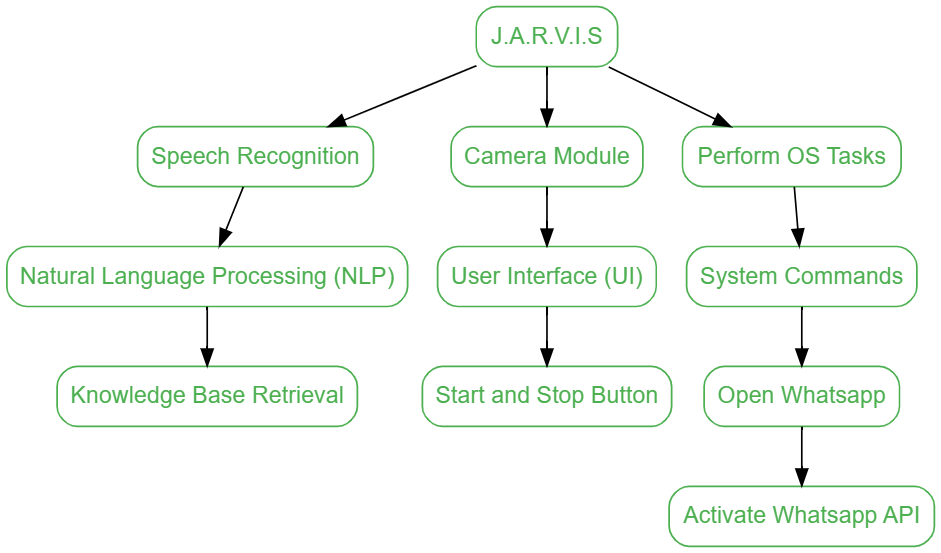 J.A.R.V.I.S
Speech Recognition
Camera Module
Perform OS Tasks
Natural Language Processing (NLP)
User Interface (UI)
System Commands
Knowledge Base Retrieval
Start and Stop Button
Open Whatsapp
Activate Whatsapp API